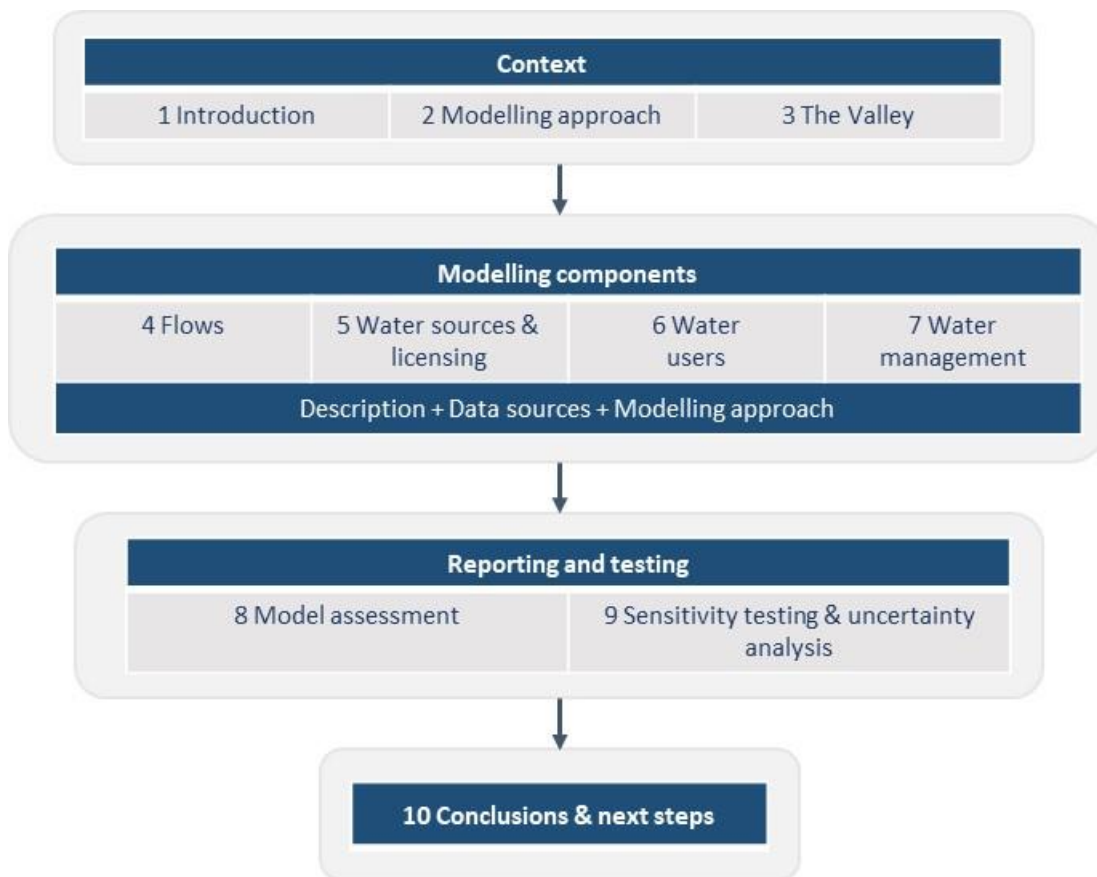 Context
1 Introduction
2 Modelling approach
3 The Valley
Modelling components
4 Flows
5 Water sources &
licensing
6 Water
users
7 Water
management
Description + Data sources + Modelling approach
Reporting and testing
8 Model assessment
9 Sensitivity testing & uncertainty
analysis
10 Conclusions & next steps